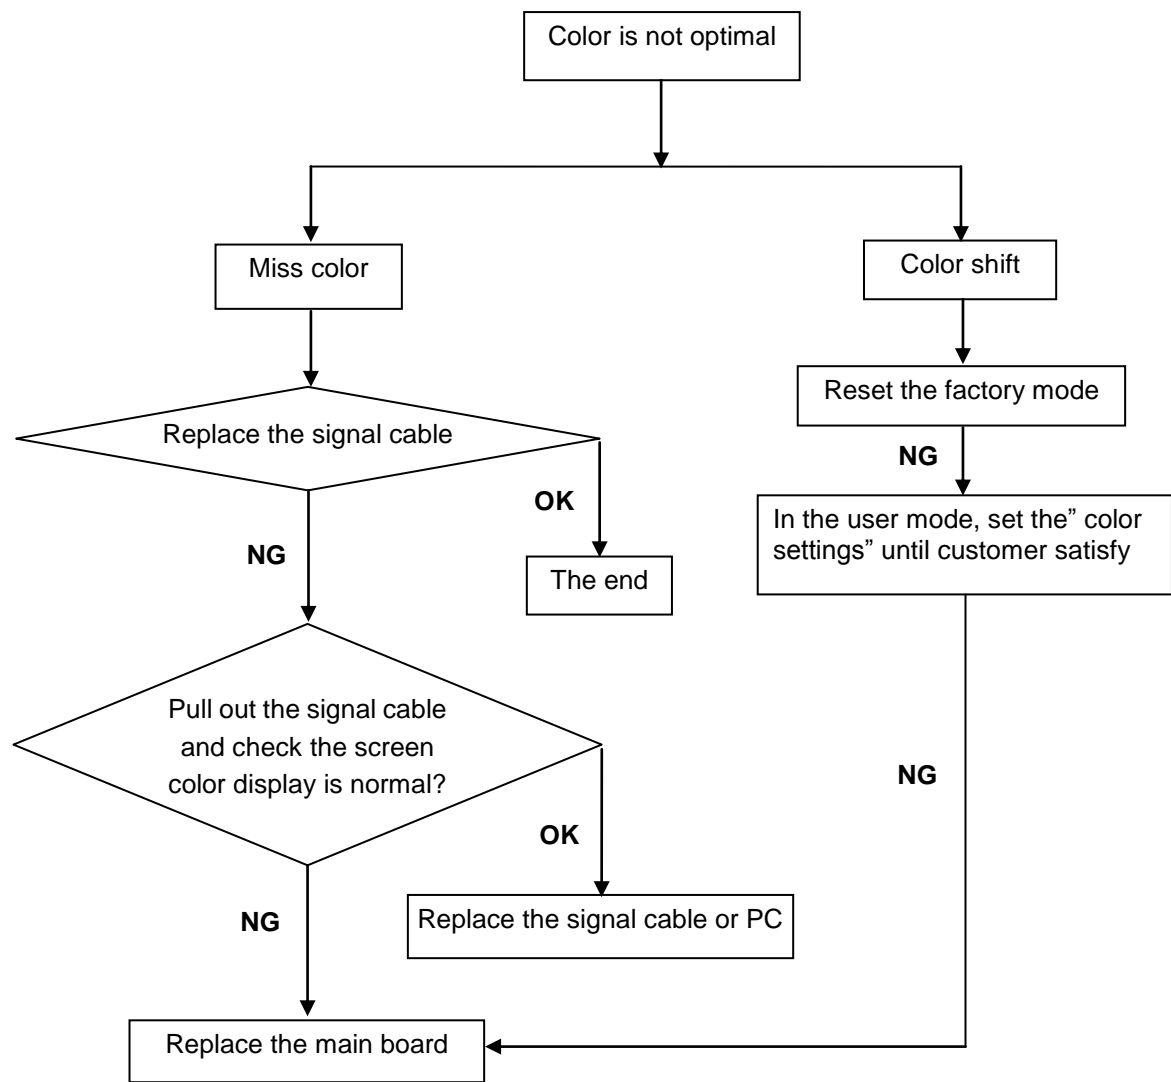 Color is not optimal
Miss color
Color shift
Reset the factory mode
Replace the signal cable
NG
OK
In the user mode, set the” color
settings” until customer satisfy
NG
The end
Pull out the signal cable
and check the screen
color display is normal?
NG
OK
NG
Replace the signal cable or PC
Replace the main board